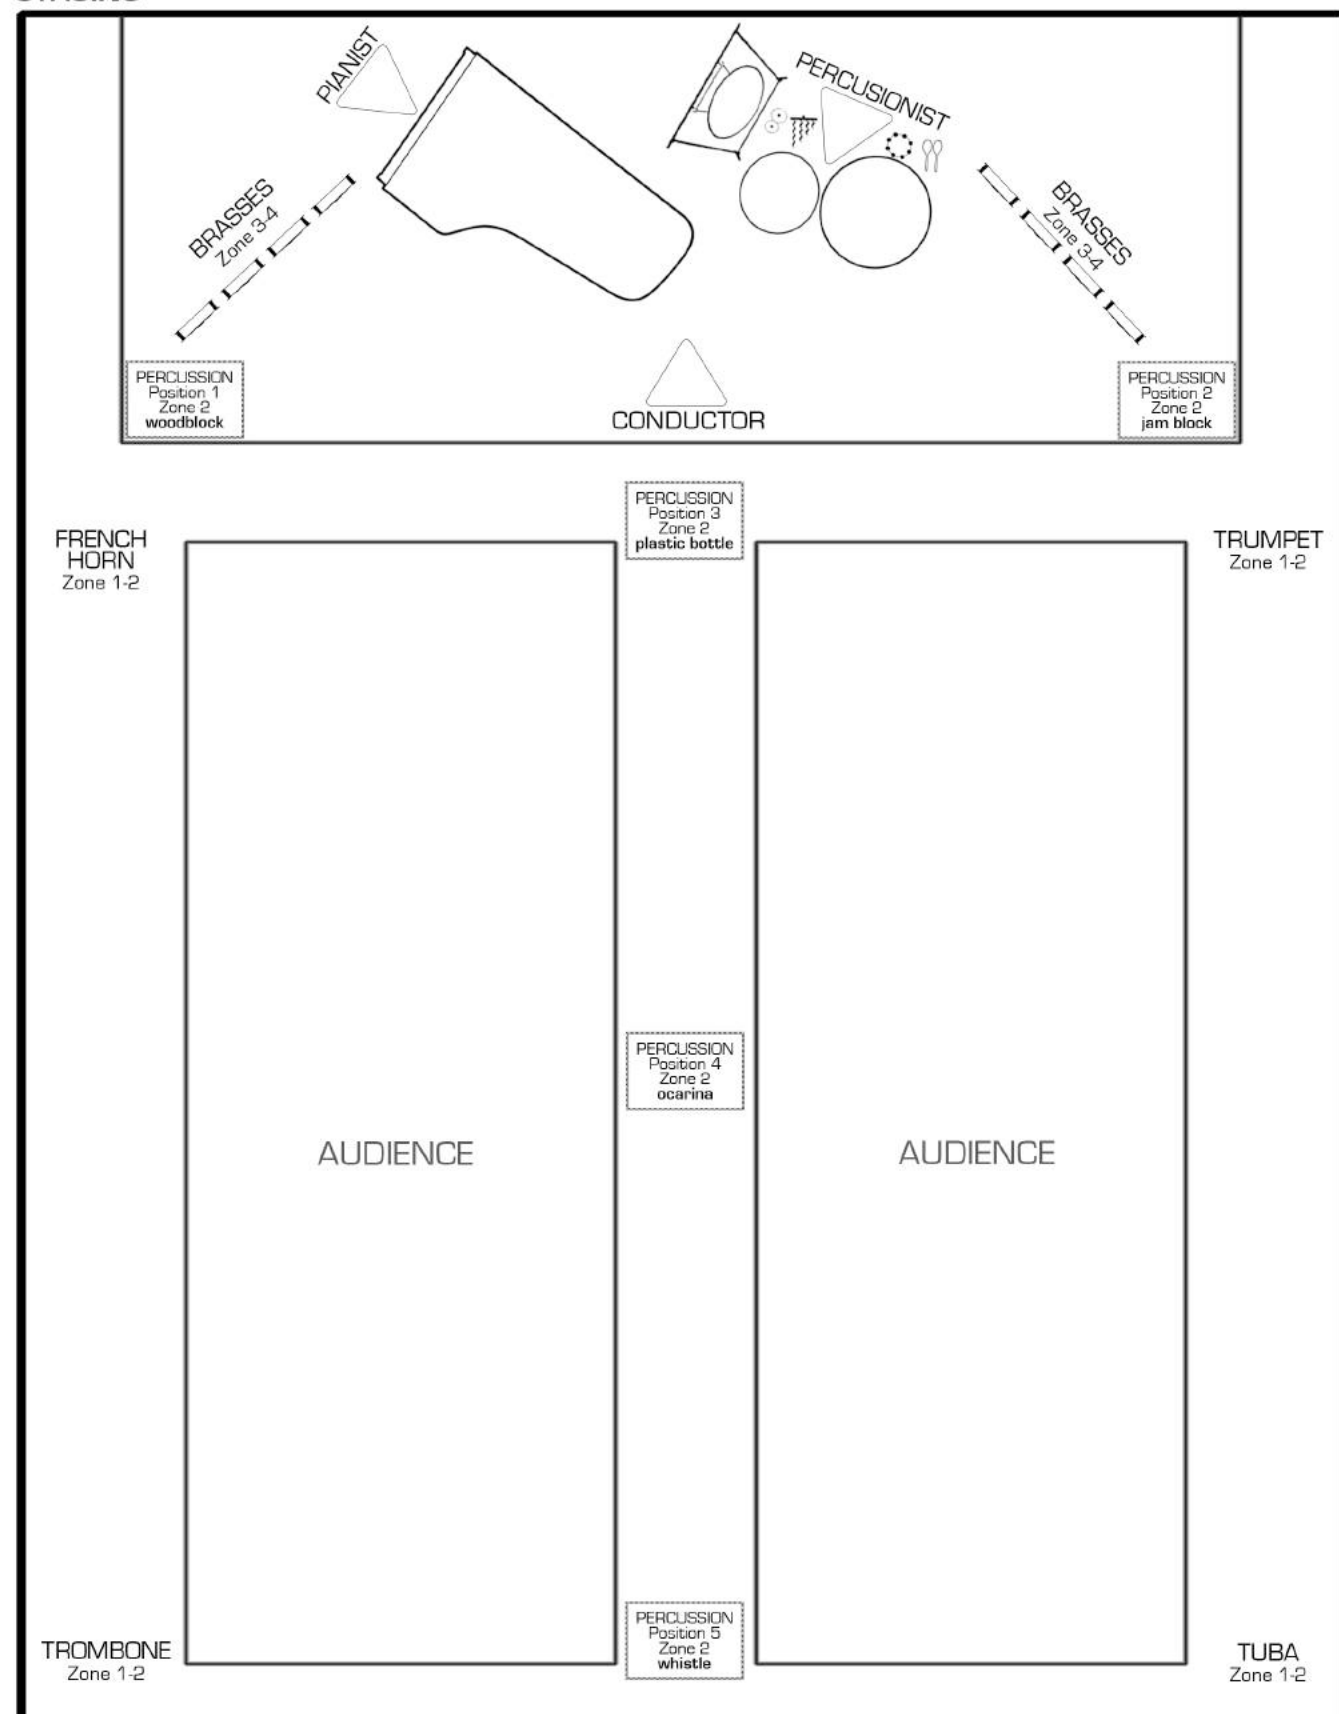 PIANIST
PERCUSIONIST
BRASSES
Zone 3-4
BRASSES
Zone 3-4
PERCUSSION
Position 1
Zone 2
woodblock
CONDUCTOR
PERCUSSION
Position 2
Zone 2
jam block
PERCUSSION
Position 3
Zone 2
plastic bottle
FRENCH
HORN
Zone 1-2
TRUMPET
Zone 1-2
PERCUSSION
Position 4
Zone 2
ocarina
AUDIENCE
AUDIENCE
PERCUSSION
Position 5
Zone 2
whistle
TROMBONE
Zone 1-2
TUBA
Zone 1-2